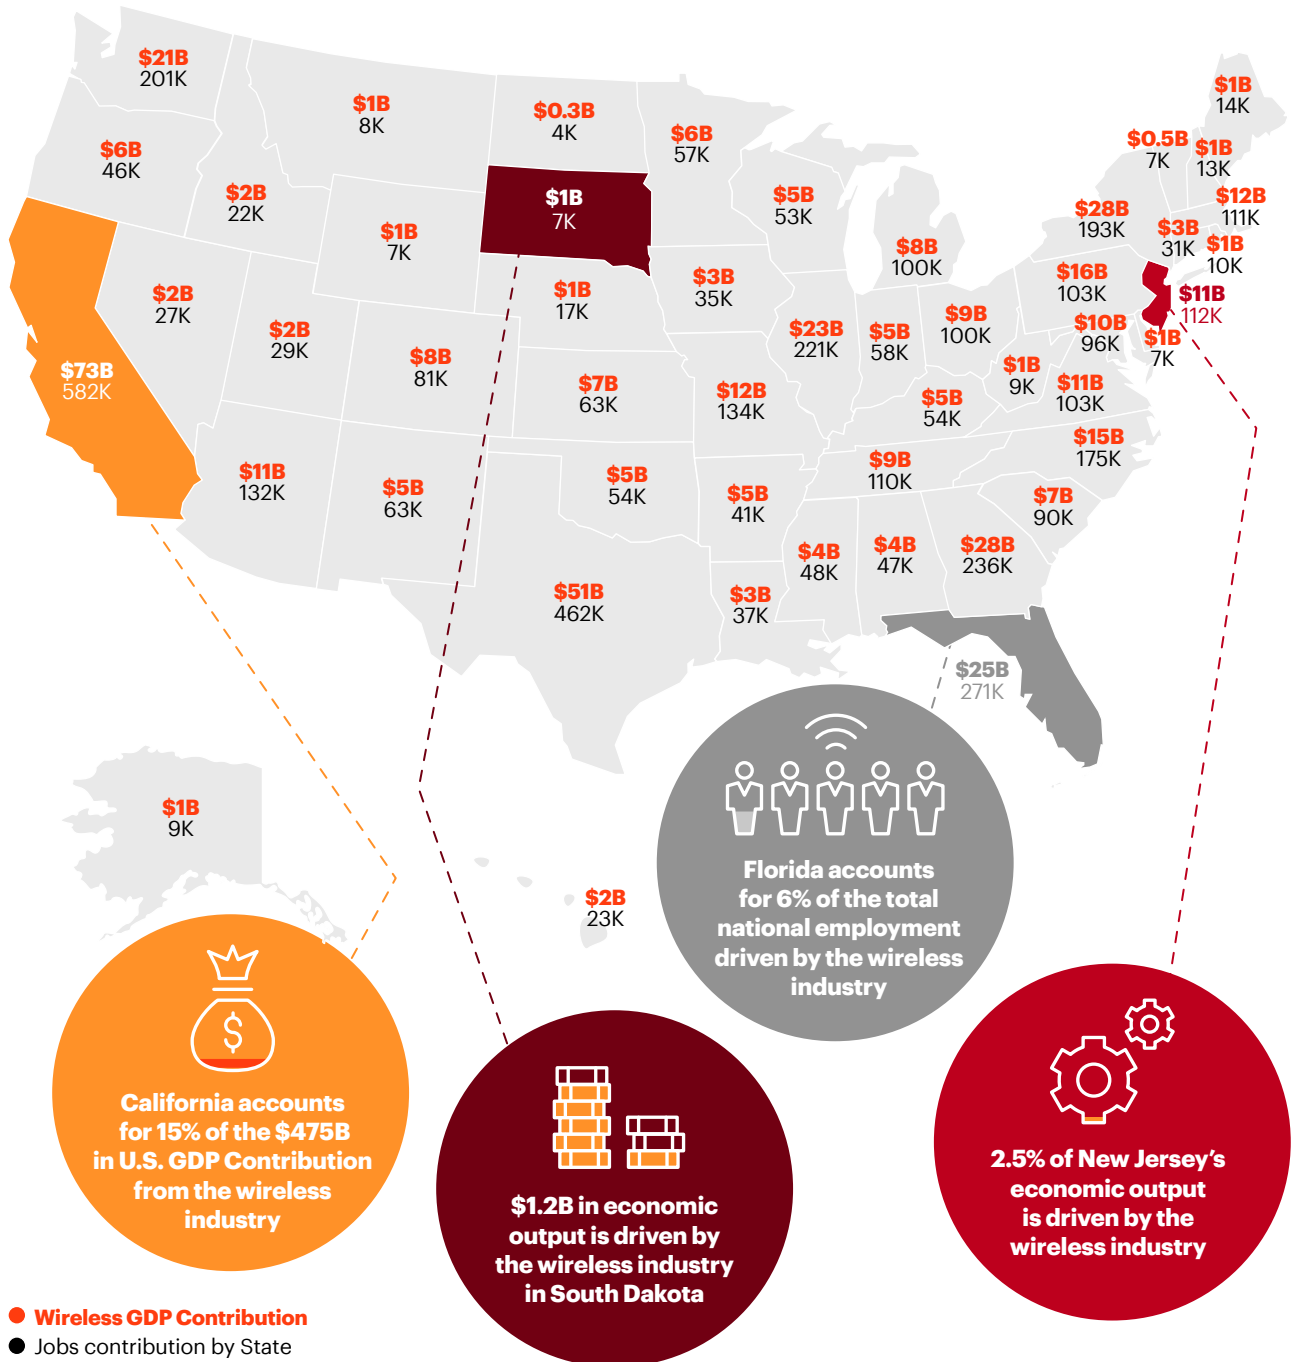 $21B
201K
$1B
8K
$0.3B
4K
$6B
57K
$1B
14K
$0.5B
7K
$1B
13K
$6B
46K
$2B
22K
$1B
7K
$1B
7K
$5B
53K
$8B
100K
$28B
193K
$12B
111K
$3B
31K
$1B
10K
$2B
27K
$2B
29K
$1B
17K
$3B
35K
$16B
103K
$11B
112K
$73B
582K
$8B
81K
$7B
63K
$23B
221K
$5B
58K
$9B
100K
$10B
96K
$1B
7K
$12B
134K
$5B
54K
$1B
9K
$11B
103K
$11B
132K
$5B
63K
$5B
54K
$5B
41K
$9B
110K
$15B
175K
$7B
90K
$51B
462K
$3B
37K
$4B
48K
$4B
47K
$28B
236K
$25B
271K
$1B
9K
$2B
23K
Florida accounts
for 6% of the total
national employment
driven by the wireless
industry
$
California accounts
for 15% of the $475B
in U.S. GDP Contribution
from the wireless
industry
$1.2B in economic
output is driven by
the wireless industry
in South Dakota
2.5% of New Jersey's
economic output
is driven by the
wireless industry
Wireless GDP Contribution
Jobs contribution by State